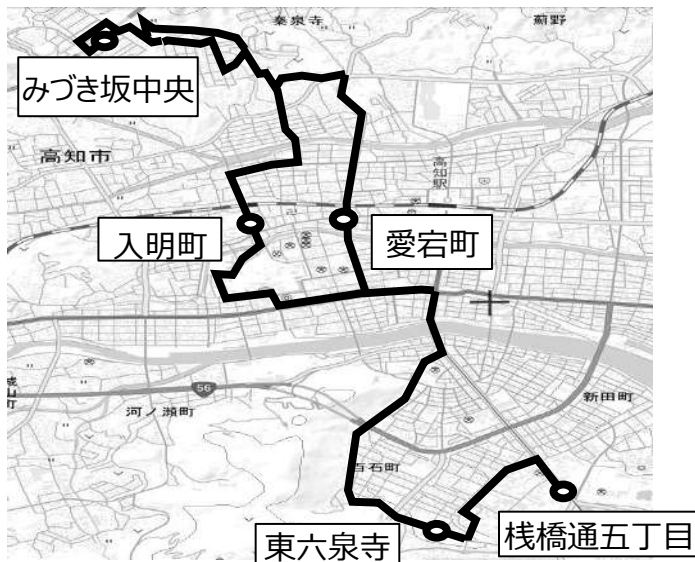 秦泉寺
薊野
みづき坂中央
高知市
高知駅
入明町
愛宕町
56
河ノ瀬町
新田町
百石町
東六泉寺
桟橋通五丁目